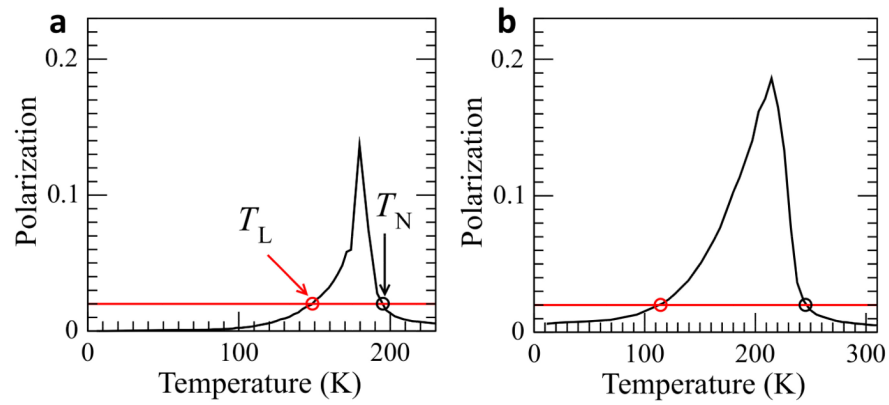 a
Polarization
0.2
0.1
0
T_L
T_N
0 100 200
Temperature (K)
b
Polarization
0.2
0.1
0
0 100 200 300
Temperature (K)